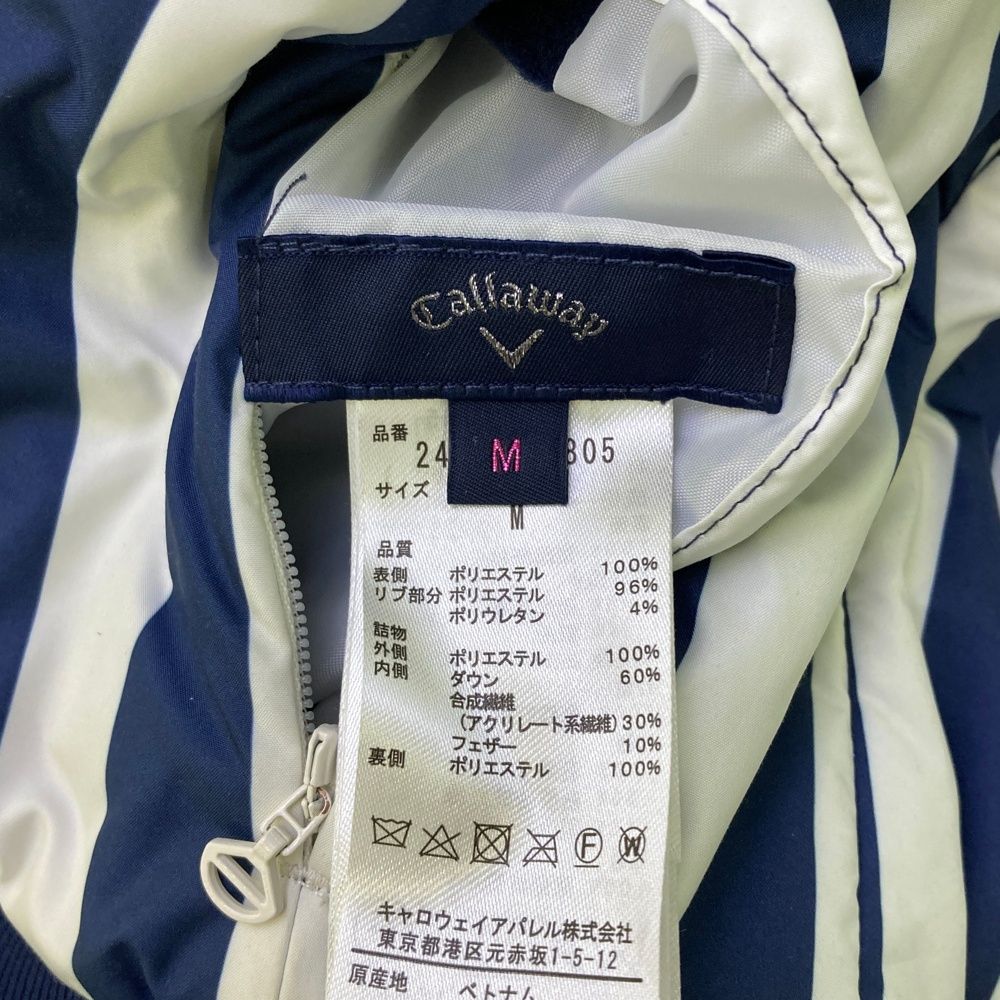 Callaway
M
品番
24 805
サイズ
M
品質
表側 ポリエステル 100%
リブ部分 ポリエステル 96%
ポリウレタン 4%
詰物
外側 ポリエステル 100%
内側 ダウン 60%
合成繊維
(アクリレート系繊維) 30%
フェザー 10%
裏側 ポリエステル 100%
F
W
キャロウェイアパレル株式会社
東京都港区元赤坂1-5-12
原産地 ベトナム